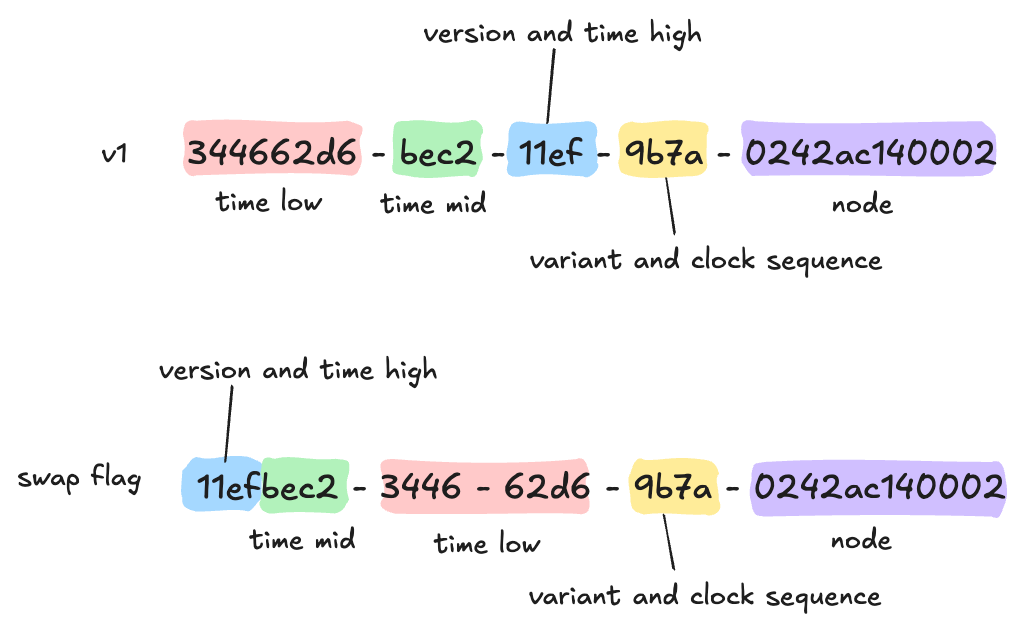 version and time high
v1 344662d6 - bec2 - 11ef - 9b7a - 0242ac140002
time low time mid node
variant and clock sequence
version and time high
swap flag 11efbec2 - 3446 - 62d6 - 9b7a - 0242ac140002
time mid time low node
variant and clock sequence